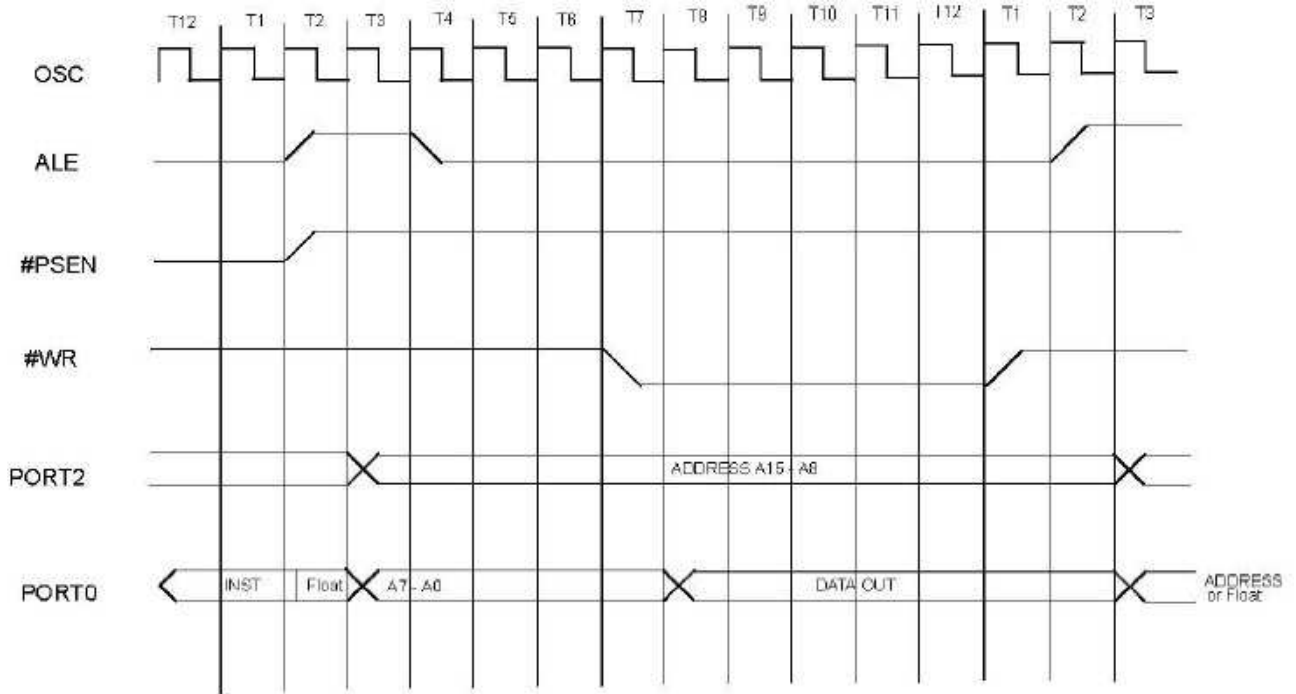 T12 T1 T2 T3 T4 T5 T6 T7 T8 T9 T10 T11 T12 T1 T2 T3
OSC
ALE
#PSEN
#WR
PORT2 ADDRESS A15 - A8
PORT0 INST Float A7 - A0 DATA OUT ADDRESS
or Float